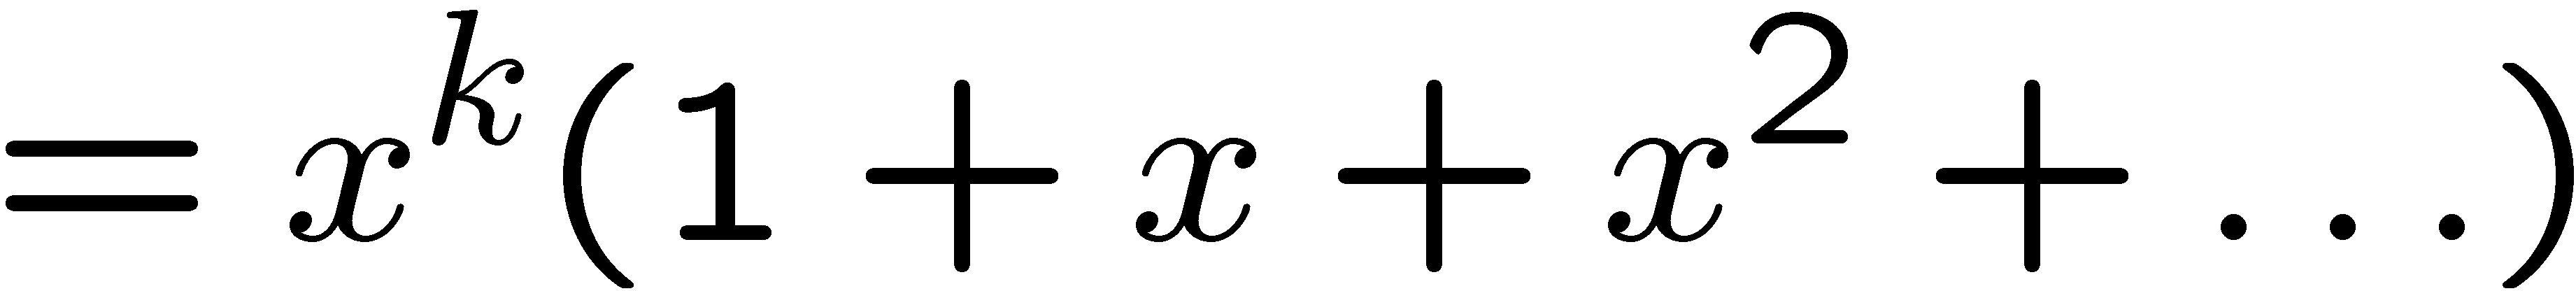 = x^k(1 + x + x^2 + ...)